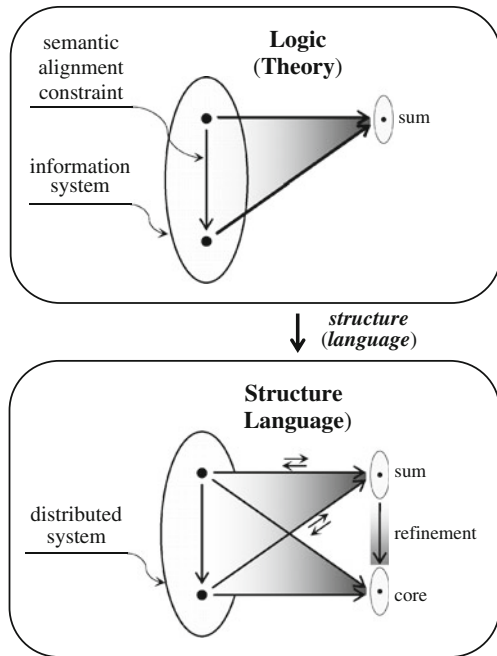 semantic
alignment
constraint
Logic
(Theory)
sum
information
system
structure
(language)
Structure
Language)
sum
distributed
system
refinement
core